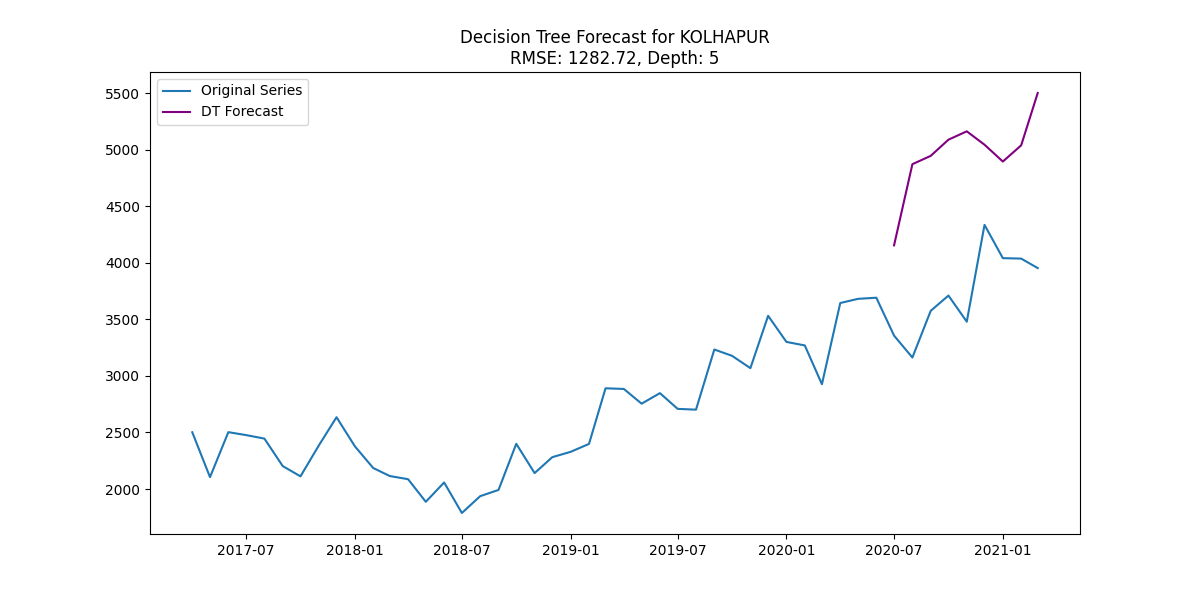 Decision Tree Forecast for KOLHAPUR
RMSE: 1282.72, Depth: 5
Original Series
DT Forecast
5500
5000
4500
4000
3500
3000
2500
2000
2017-07 2018-01 2018-07 2019-01 2019-07 2020-01 2020-07 2021-01